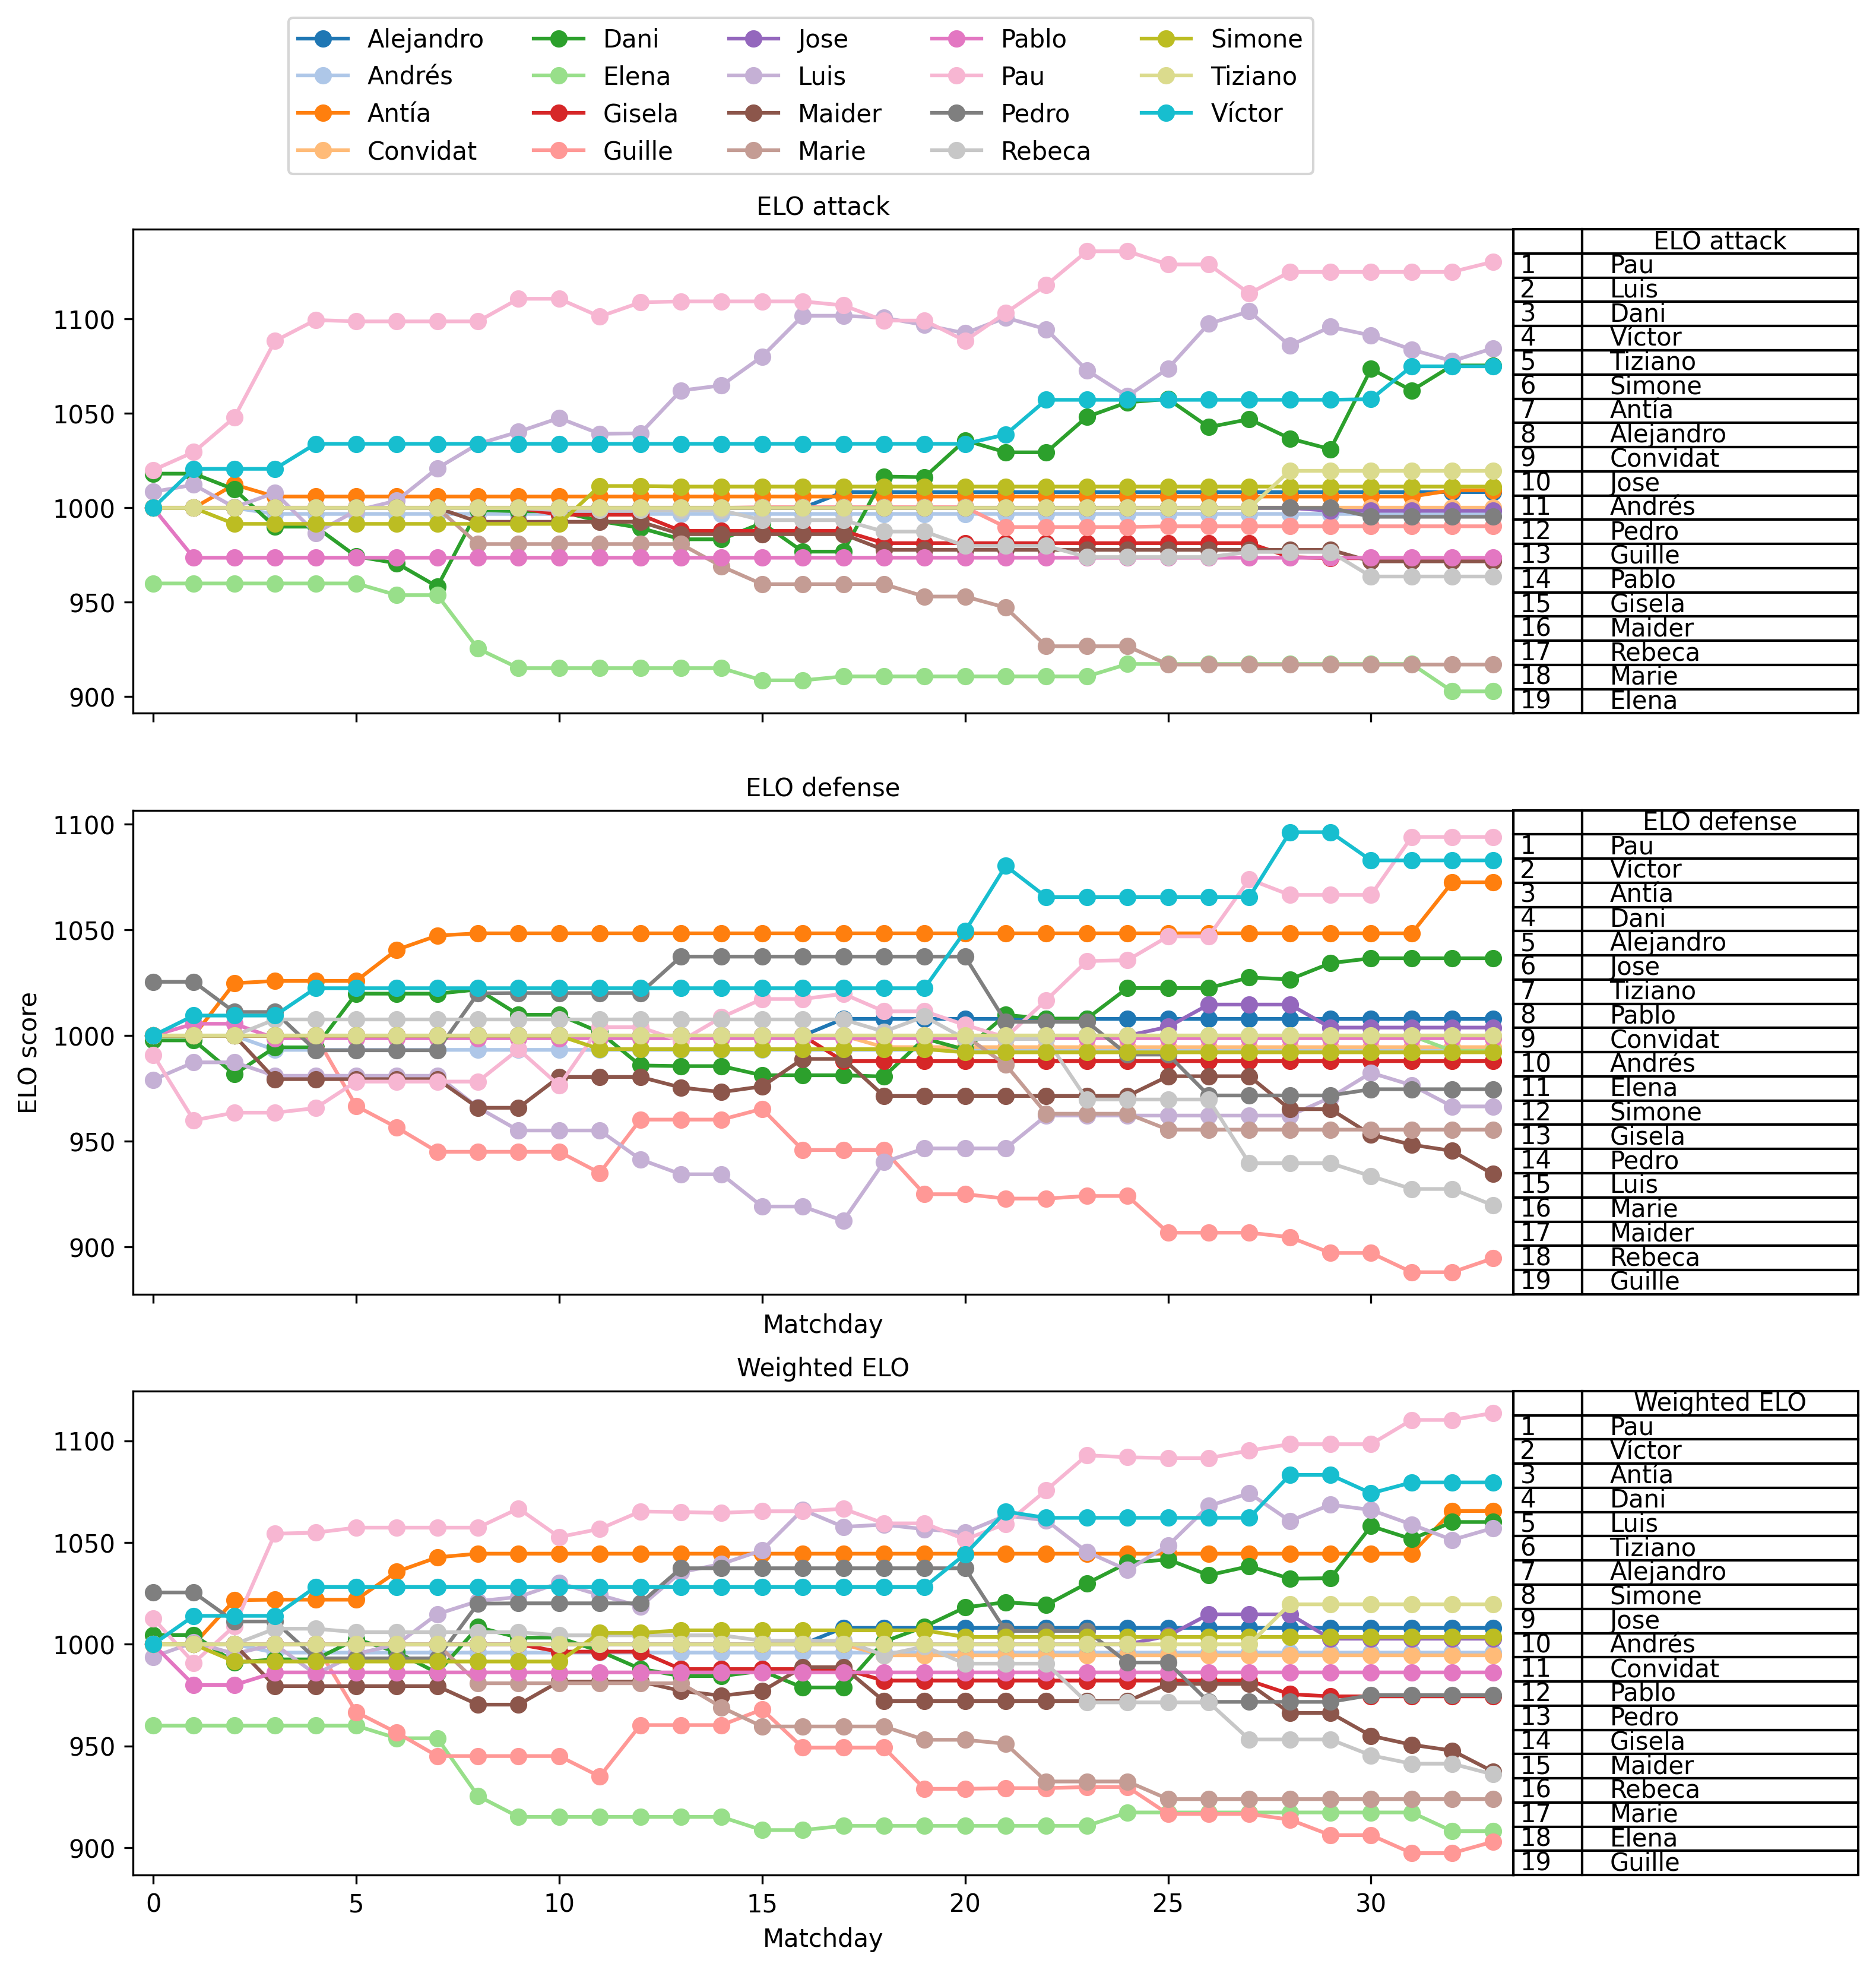 Alejandro Dani Jose Pablo Simone
Andrés Elena Luis Pau Tiziano
Antía Gisela Maider Pedro Víctor
Convidat Guille Marie Rebeca
ELO attack
1100
1050
1000
950
900
ELO attack
1 Pau
2 Luis
3 Dani
4 Víctor
5 Tiziano
6 Simone
7 Antía
8 Alejandro
9 Convidat
10 Jose
11 Andrés
12 Pedro
13 Guille
14 Pablo
15 Gisela
16 Maider
17 Rebeca
18 Marie
19 Elena
ELO defense
ELO score
1100
1050
1000
950
900
Matchday
ELO defense
1 Pau
2 Víctor
3 Antía
4 Dani
5 Alejandro
6 Jose
7 Tiziano
8 Pablo
9 Convidat
10 Andrés
11 Elena
12 Simone
13 Gisela
14 Pedro
15 Luis
16 Marie
17 Maider
18 Rebeca
19 Guille
Weighted ELO
1100
1050
1000
950
900
0 5 10 15 20 25 30
Matchday
Weighted ELO
1 Pau
2 Víctor
3 Antía
4 Dani
5 Luis
6 Tiziano
7 Alejandro
8 Simone
9 Jose
10 Andrés
11 Convidat
12 Pablo
13 Pedro
14 Gisela
15 Maider
16 Rebeca
17 Marie
18 Elena
19 Guille